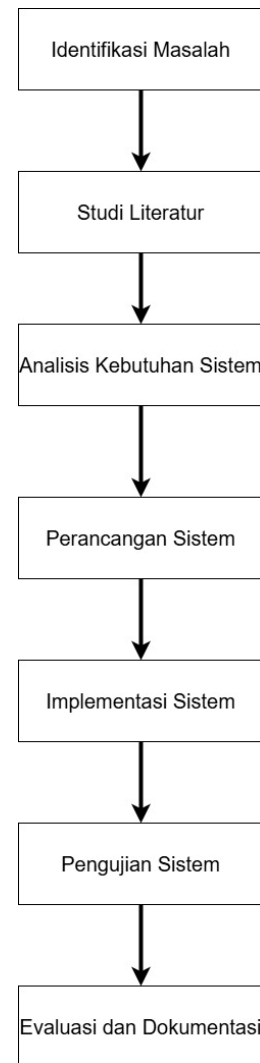 Identifikasi Masalah
Studi Literatur
Analisis Kebutuhan Sistem
Perancangan Sistem
Implementasi Sistem
Pengujian Sistem
Evaluasi dan Dokumentasi